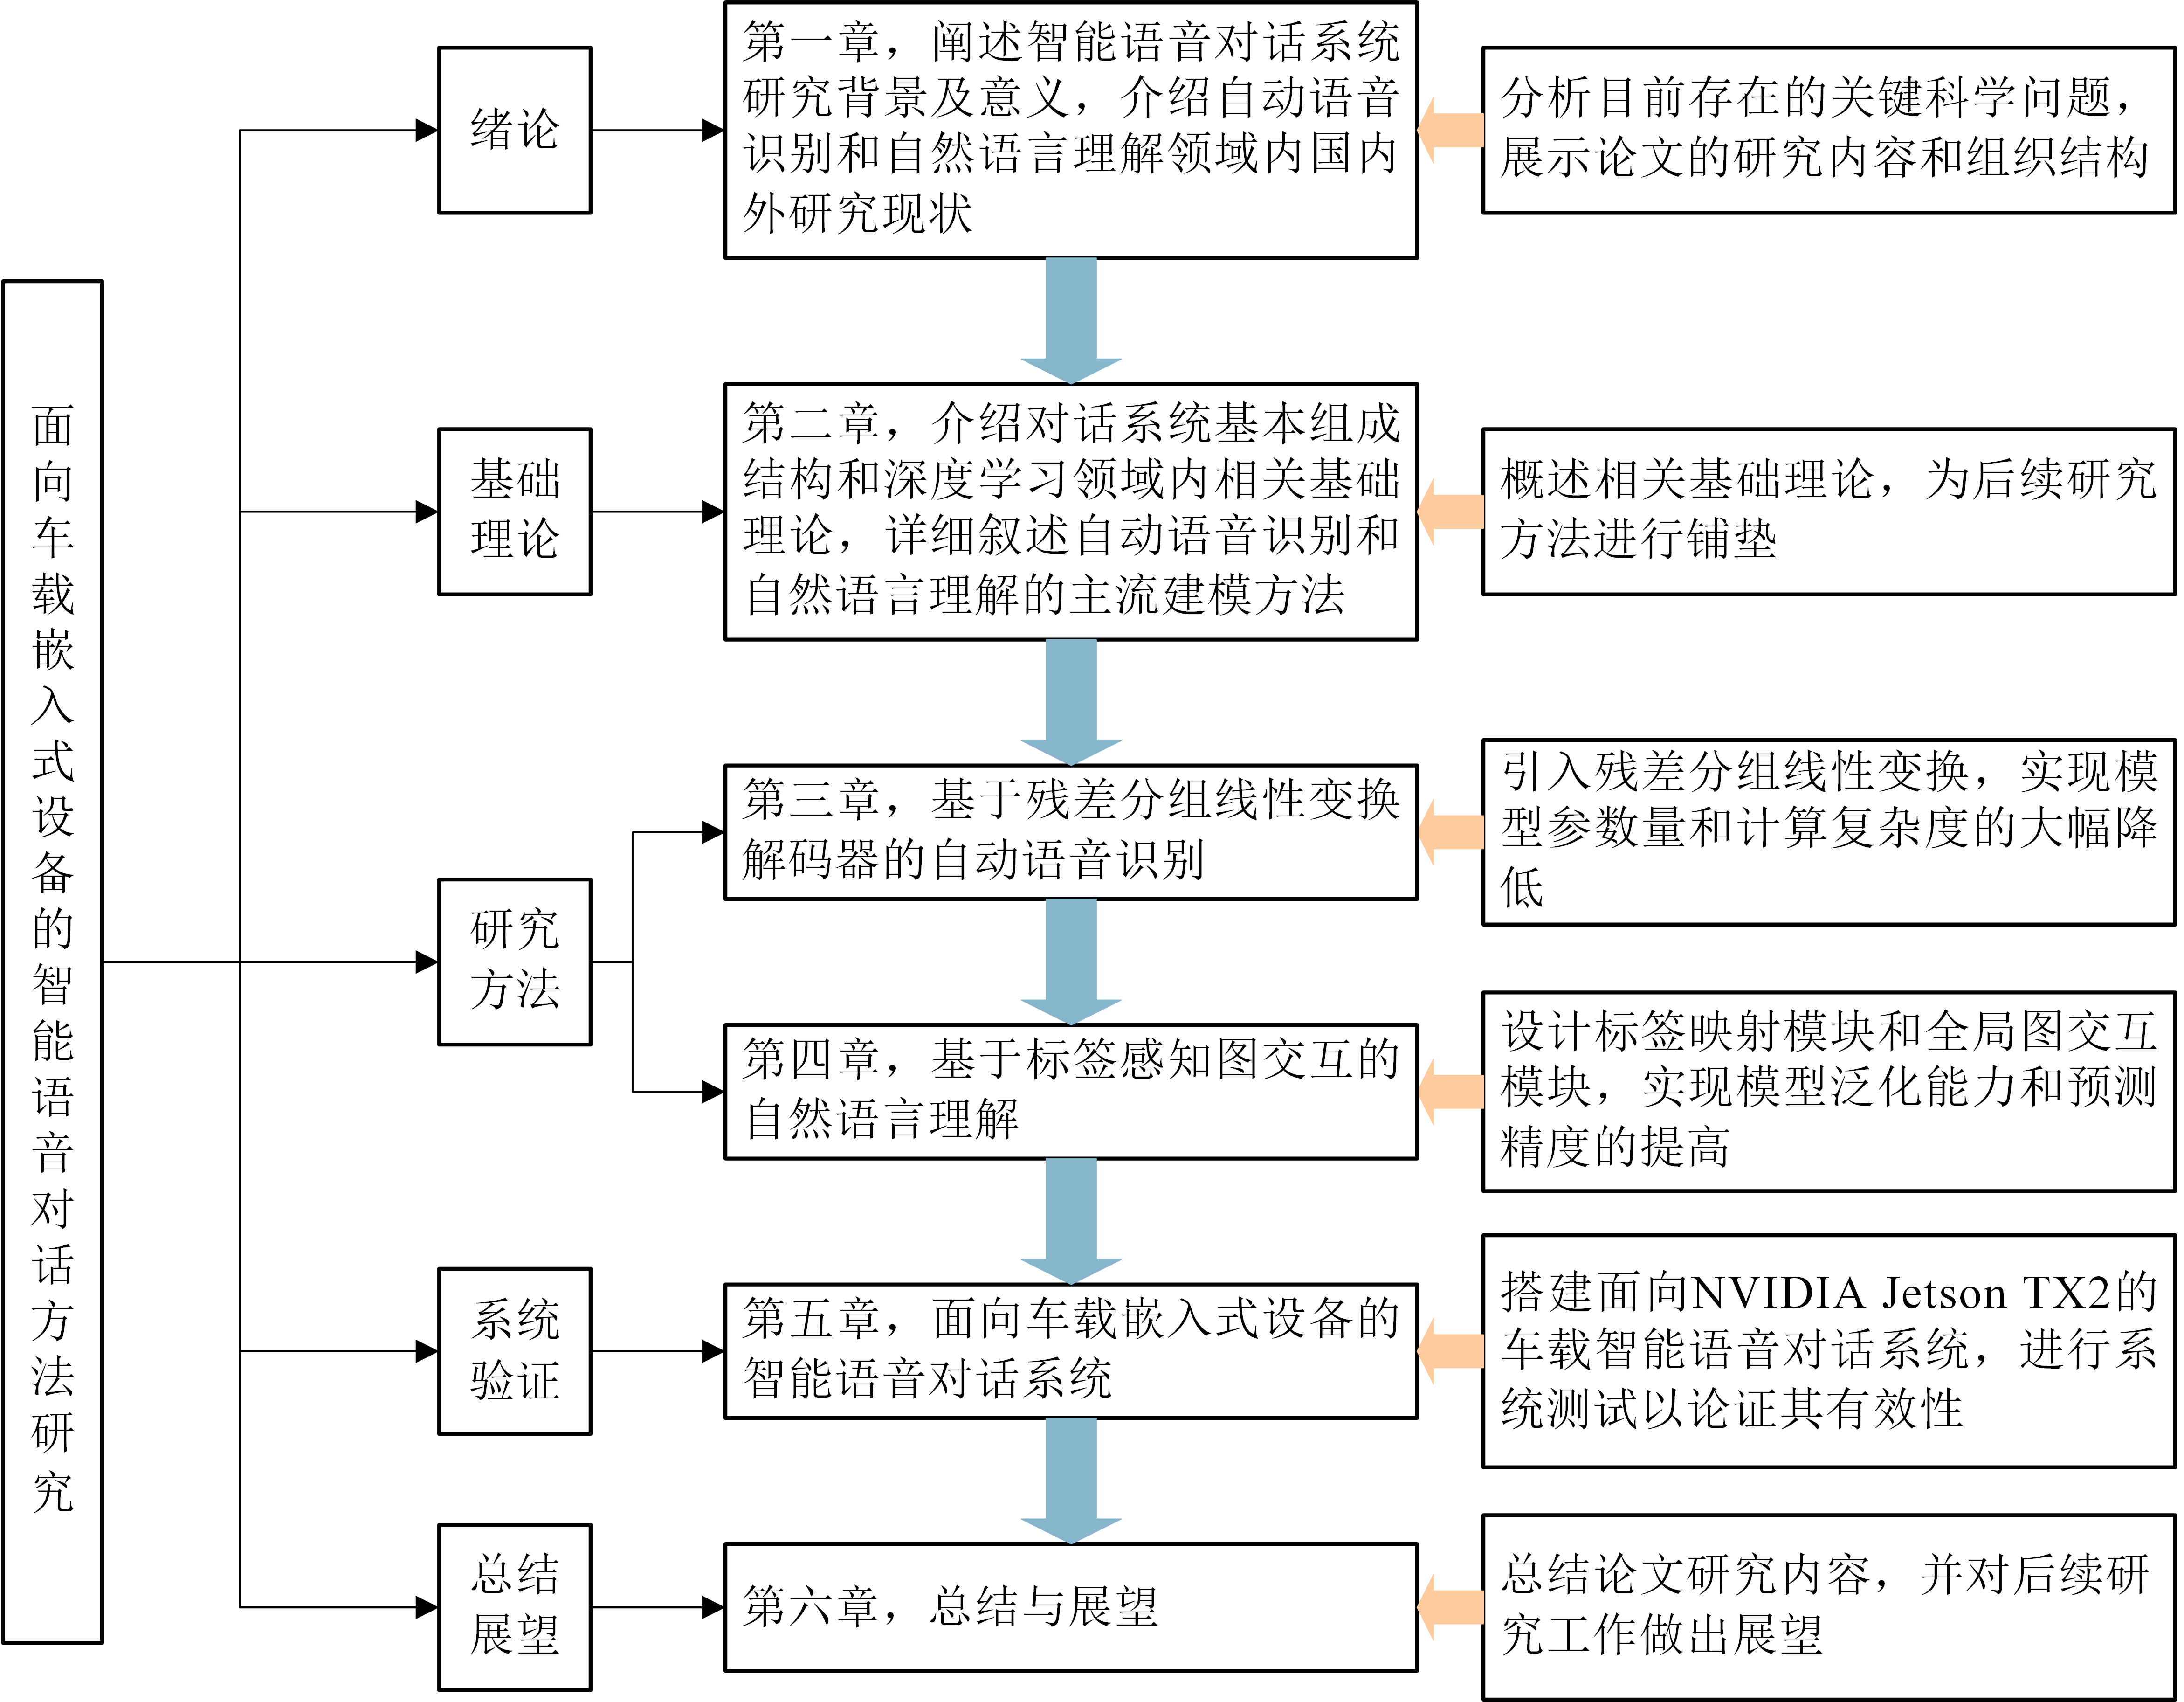 面向车载嵌入式设备的智能语音对话方法研究
绪论
第一章，阐述智能语音对话系统
研究背景及意义，介绍自动语音
识别和自然语言理解领域内国内
外研究现状
分析目前存在的关键科学问题，
展示论文的研究内容和组织结构
基础
理论
第二章，介绍对话系统基本组成
结构和深度学习领域内相关基础
理论，详细叙述自动语音识别和
自然语言理解的主流建模方法
概述相关基础理论，为后续研究
方法进行铺垫
研究
方法
第三章，基于残差分组线性变换
解码器的自动语音识别
引入残差分组线性变换，实现模
型参数量和计算复杂度的大幅降
低
第四章，基于标签感知图交互的
自然语言理解
设计标签映射模块和全局图交互
模块，实现模型泛化能力和预测
精度的提高
系统
验证
第五章，面向车载嵌入式设备的
智能语音对话系统
搭建面向NVIDIA Jetson TX2的
车载智能语音对话系统，进行系
统测试以论证其有效性
总结
展望
第六章，总结与展望
总结论文研究内容，并对后续研
究工作做出展望